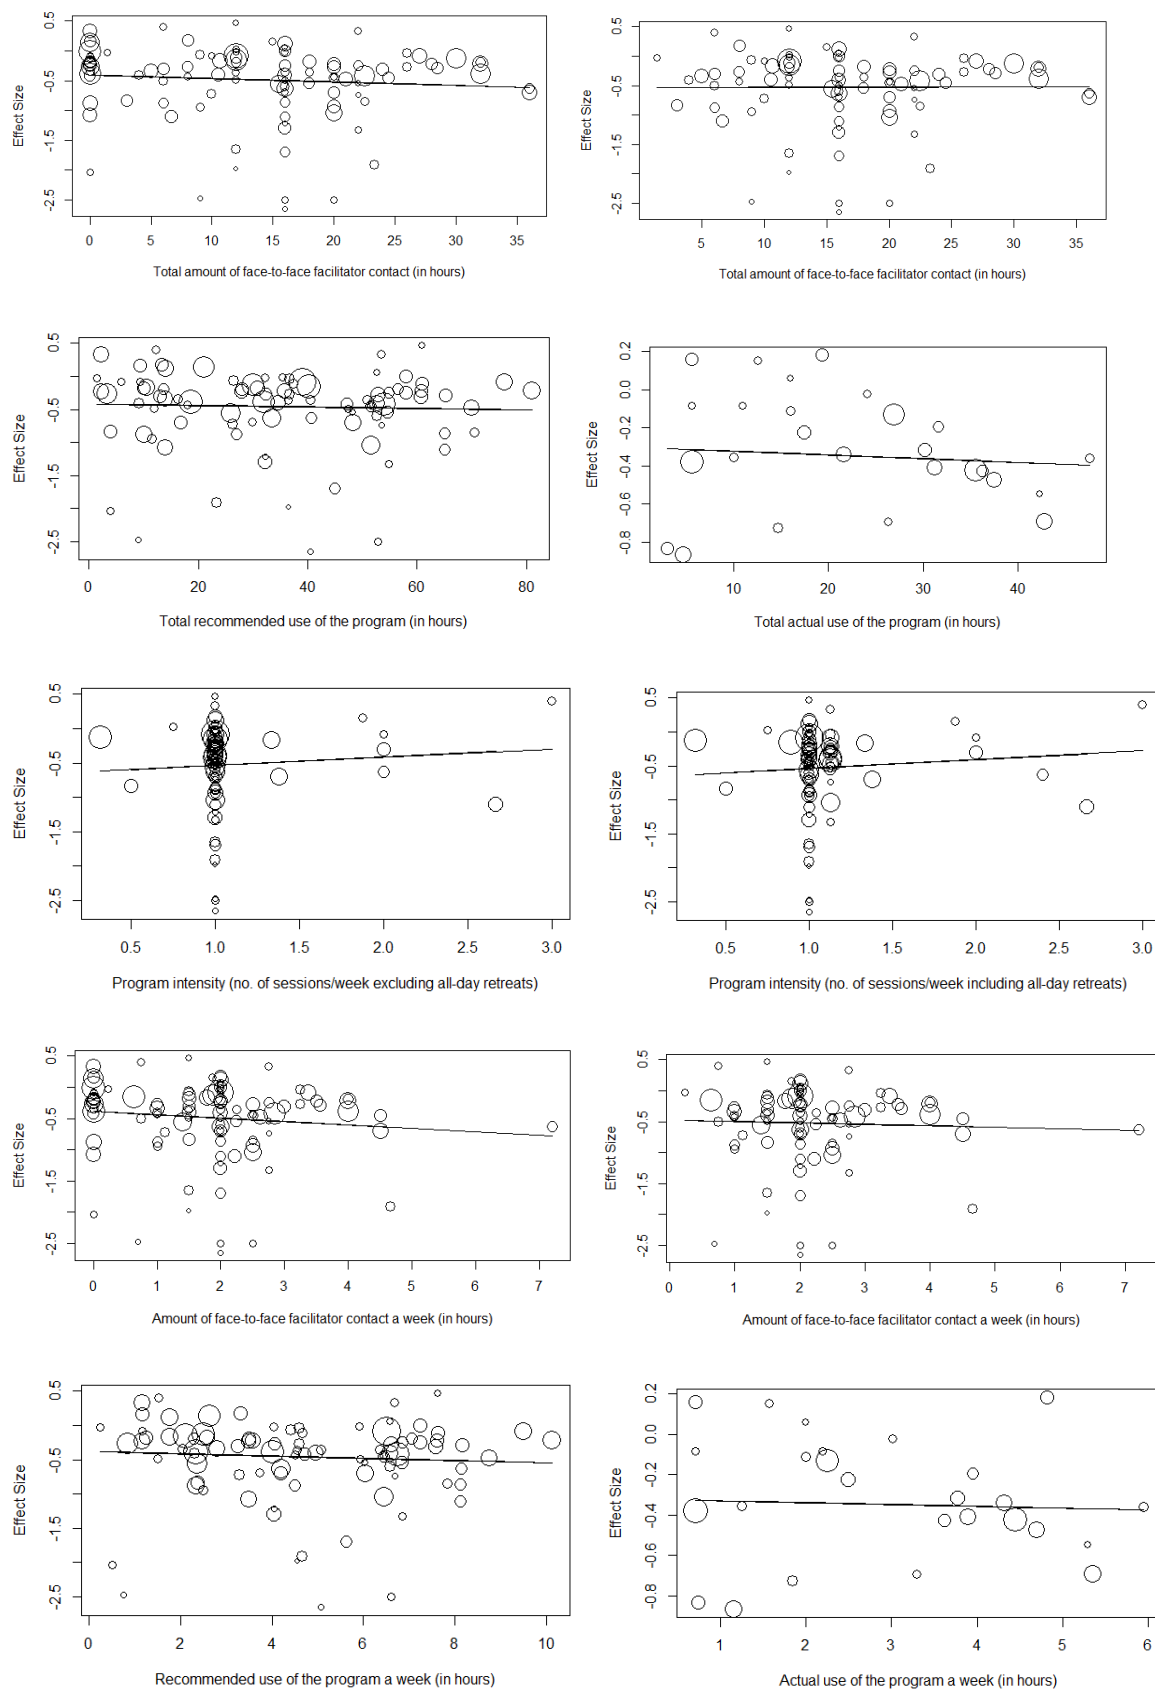 0.5
-0.5
-1.5
-2.5
Effect Size
0 5 10 15 20 25 30 35
Total amount of face-to-face facilitator contact (in hours)
0.5
-0.5
-1.5
-2.5
Effect Size
5 10 15 20 25 30 35
Total amount of face-to-face facilitator contact (in hours)
0.5
-0.5
-1.5
-2.5
Effect Size
0 20 40 60 80
Total recommended use of the program (in hours)
0.2
0.0
-0.2
-0.4
-0.6
-0.8
Effect Size
10 20 30 40
Total actual use of the program (in hours)
0.5
-0.5
-1.5
-2.5
Effect Size
0.5 1.0 1.5 2.0 2.5 3.0
Program intensity (no. of sessions/week excluding all-day retreats)
0.5
-0.5
-1.5
-2.5
Effect Size
0.5 1.0 1.5 2.0 2.5 3.0
Program intensity (no. of sessions/week including all-day retreats)
0.5
-0.5
-1.5
-2.5
Effect Size
0 1 2 3 4 5 6 7
Amount of face-to-face facilitator contact a week (in hours)
0.5
-0.5
-1.5
-2.5
Effect Size
0 1 2 3 4 5 6 7
Amount of face-to-face facilitator contact a week (in hours)
0.5
-0.5
-1.5
-2.5
Effect Size
0 2 4 6 8 10
Recommended use of the program a week (in hours)
0.2
0.0
-0.2
-0.4
-0.6
-0.8
Effect Size
1 2 3 4 5 6
Actual use of the program a week (in hours)